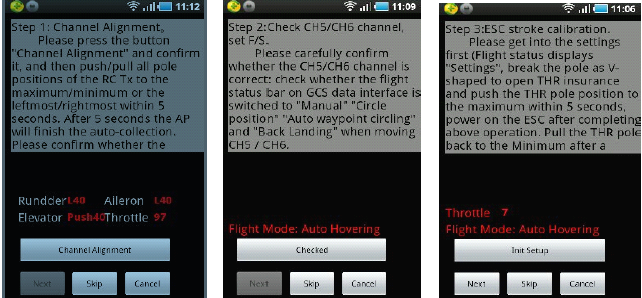 11:12
Step 1: Channel Alignment。
Please press the button
"Channel Alignment" and confirm
it, and then push/pull all pole
positions of the RC Tx to the
maximum/minimum or the
leftmost/rightmost within 5
seconds. After 5 seconds the AP
will finish the auto-collection.
Please confirm whether the
Rundder L40 Aileron L40
Elevator Push40 Throttle 97
Channel Alignment
Next Skip Cancel
11:09
Step 2:Check CH5/CH6 channel,
set F/S.
Please carefully confirm
whether the CH5/CH6 channel is
correct: check whether the flight
status bar on GCS data interface is
switched to "Manual" "Circle
position" "Auto waypoint circling"
and "Back Landing" when moving
CH5 / CH6.
Flight Mode: Auto Hovering
Checked
Next Skip Cancel
11:06
Step 3:ESC stroke calibration.
Please get into the settings
first (Flight status displays
"Settings", break the pole as V-
shaped to open THR insurance
and push the THR pole position to
the maximum within 5 seconds,
power on the ESC after completing
above operation. Pull the THR pole
back to the Minimum after a
Throttle 7
Flight Mode: Auto Hovering
Init Setup
Next Skip Cancel